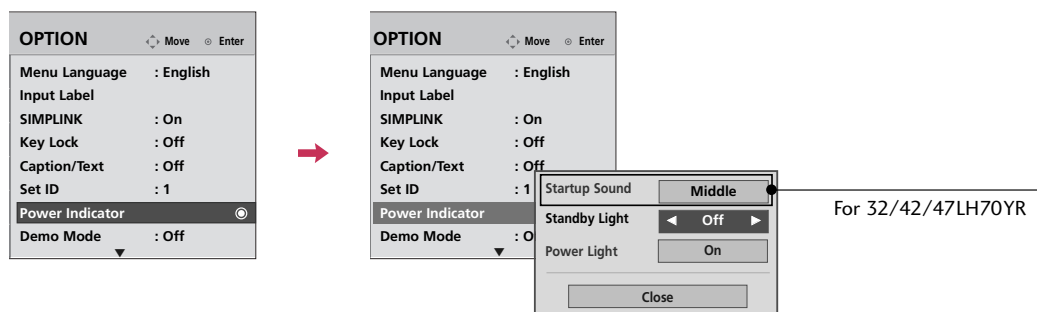 OPTION Move Enter
Menu Language : English
Input Label
SIMPLINK : On
Key Lock : Off
Caption/Text : Off
Set ID : 1
Power Indicator
Demo Mode : Off
OPTION Move Enter
Menu Language : English
Input Label
SIMPLINK : On
Key Lock : Off
Caption/Text : Off
Set ID : 1
Power Indicator
Demo Mode : O
Startup Sound Middle
Standby Light ◀ Off ▶
Power Light On
Close
For 32/42/47LH70YR